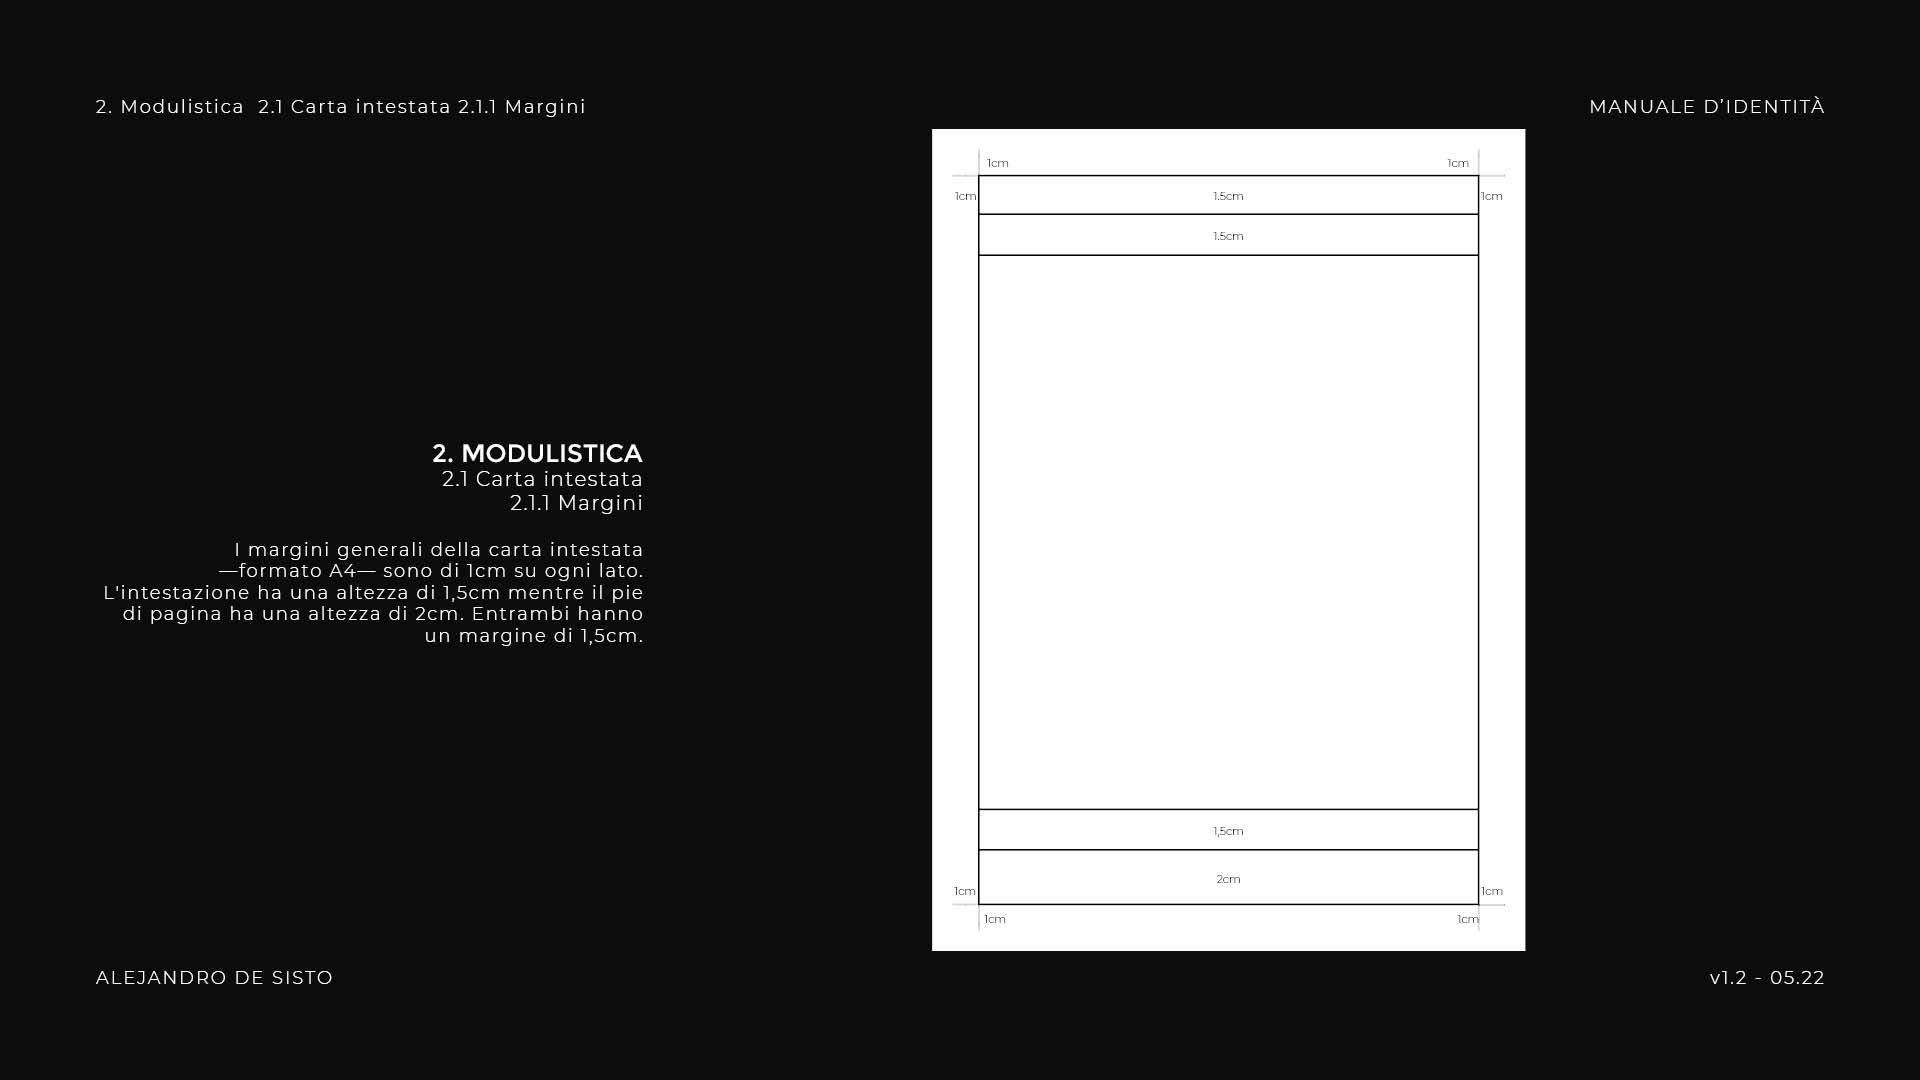 2. Modulistica  2.1 Carta intestata 2.1.1 Margini
MANUALE D’IDENTITÀ
2. MODULISTICA
2.1 Carta intestata
2.1.1 Margini
I margini generali della carta intestata
—formato A4— sono di 1cm su ogni lato.
L'intestazione ha una altezza di 1,5cm mentre il pie
di pagina ha una altezza di 2cm. Entrambi hanno
un margine di 1,5cm.
1cm
1cm
1cm
1.5cm
1cm
1.5cm
1,5cm
2cm
1cm
1cm
1cm
1cm
ALEJANDRO DE SISTO
v1.2 - 05.22